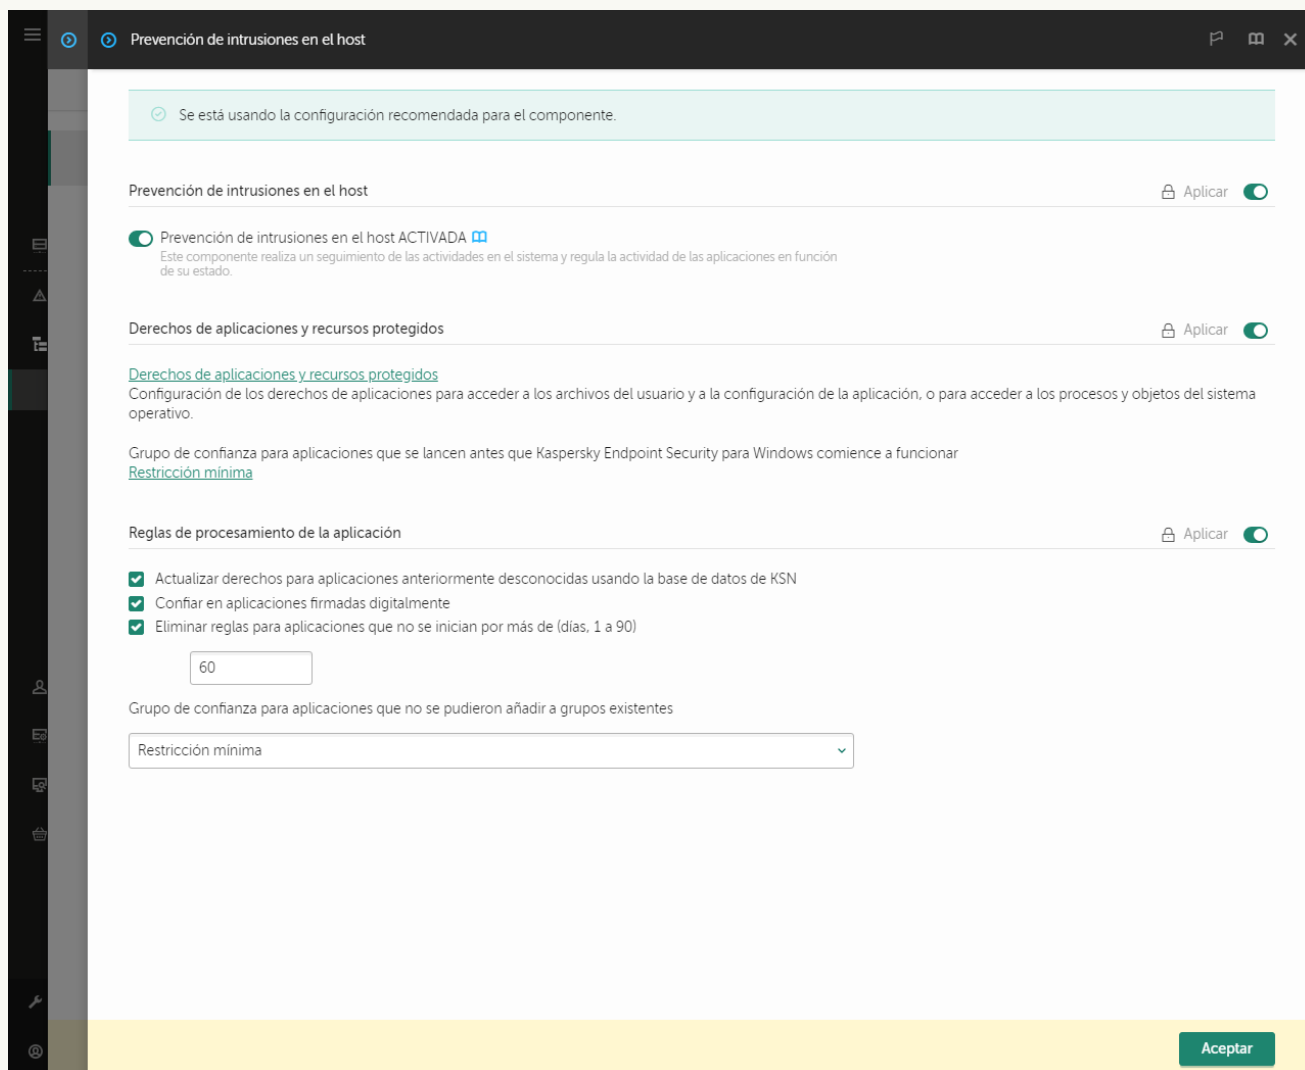 Prevención de intrusiones en el host
Se está usando la configuración recomendada para el componente.
Prevención de intrusiones en el host
Aplicar
Prevención de intrusiones en el host ACTIVADA
Este componente realiza un seguimiento de las actividades en el sistema y regula la actividad de las aplicaciones en función
de su estado.
Derechos de aplicaciones y recursos protegidos
Aplicar
Derechos de aplicaciones y recursos protegidos
Configuración de los derechos de aplicaciones para acceder a los archivos del usuario y a la configuración de la aplicación, o para acceder a los procesos y objetos del sistema
operativo.
Grupo de confianza para aplicaciones que se lancen antes que Kaspersky Endpoint Security para Windows comience a funcionar
Restricción mínima
Reglas de procesamiento de la aplicación
Aplicar
Actualizar derechos para aplicaciones anteriormente desconocidas usando la base de datos de KSN
Confiar en aplicaciones firmadas digitalmente
Eliminar reglas para aplicaciones que no se inician por más de (días, 1 a 90)
60
Grupo de confianza para aplicaciones que no se pudieron añadir a grupos existentes
Restricción mínima
Aceptar